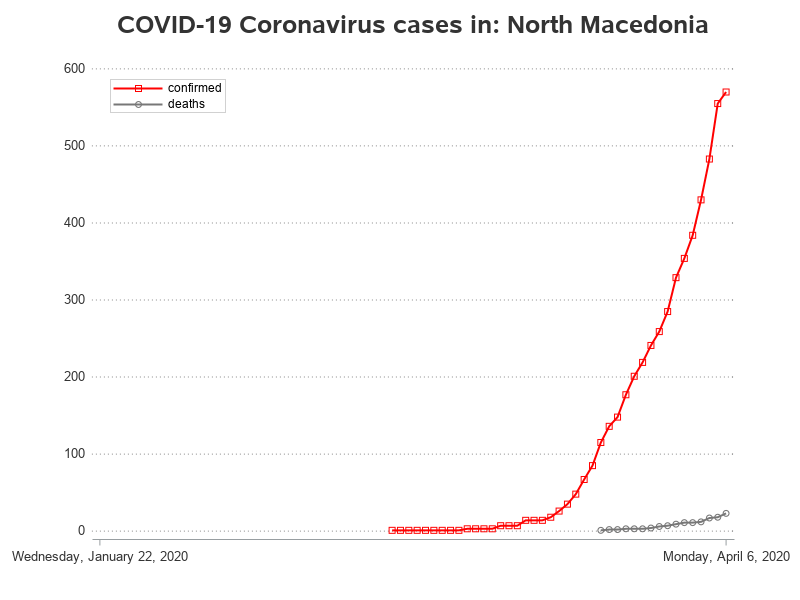 COVID-19 Coronavirus cases in: North Macedonia
600
confirmed
deaths
500
400
300
200
100
0
Wednesday, January 22, 2020
Monday, April 6, 2020